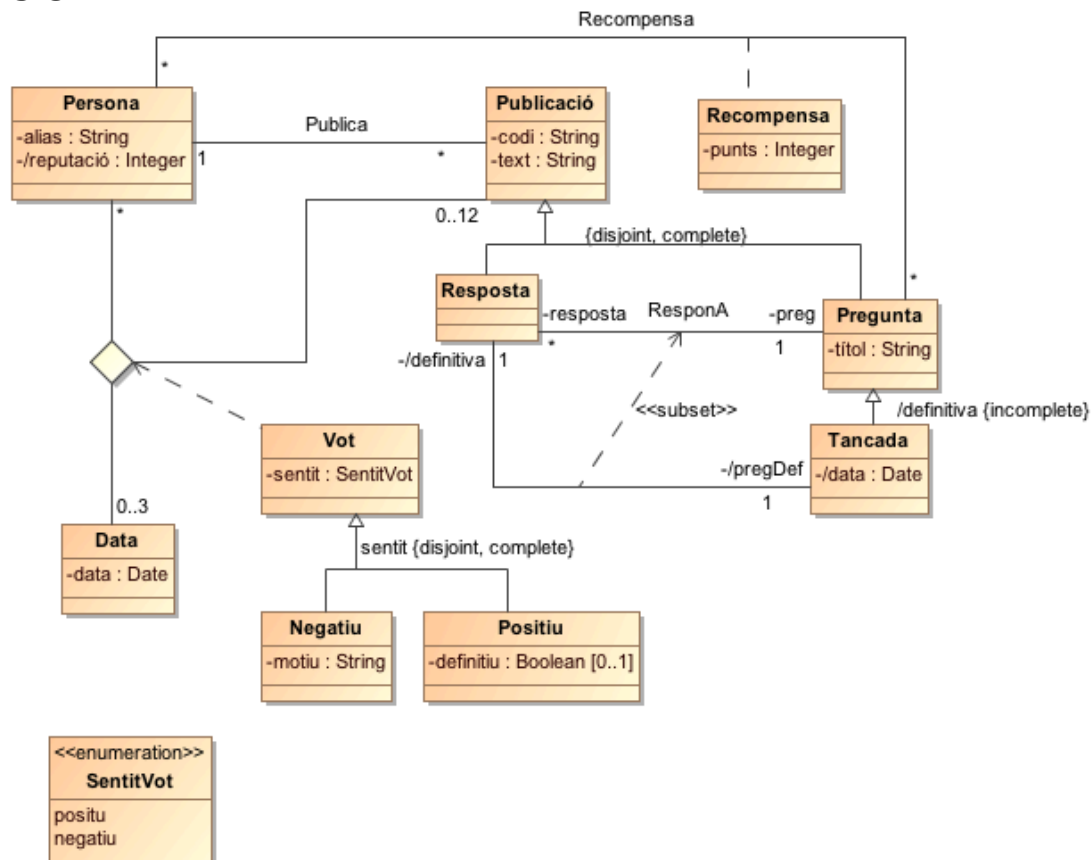 Recompensa
*
Persona
-alias : String
-/reputació : Integer
1
Publica
*
Publicació
-codi : String
-text : String
Recompensa
-punts : Integer
*
0..12
{disjoint, complete}
*
Resposta
-resposta
*
ResponA
-preg
1
Pregunta
-títol : String
-/definitiva
1
<<subset>>
/definitiva {incomplete}
Vot
-sentit : SentitVot
-/pregDef
1
Tancada
-/data : Date
0..3
Data
-data : Date
sentit {disjoint, complete}
Negatiu
-motiu : String
Positiu
-definitiu : Boolean [0..1]
<<enumeration>>
SentitVot
positu
negatiu